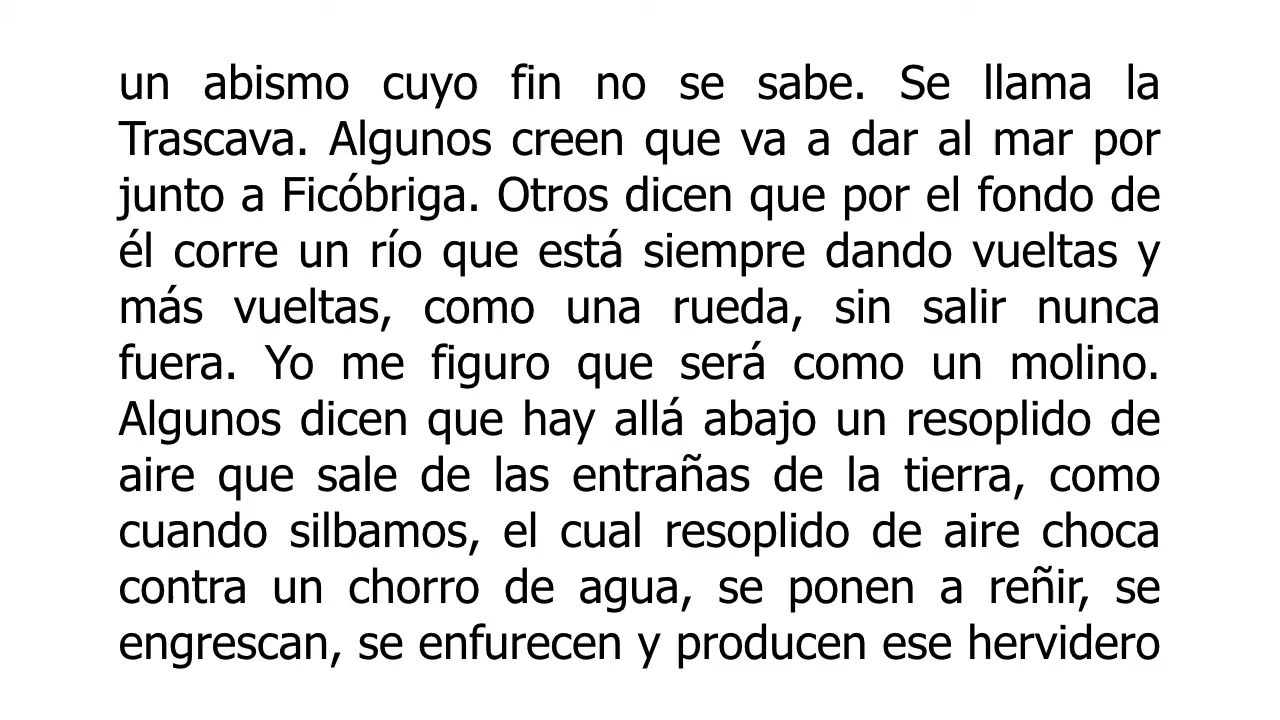 un abismo cuyo fin no se sabe. Se llama la
Trascava. Algunos creen que va a dar al mar por
junto a Ficóbriga. Otros dicen que por el fondo de
él corre un río que está siempre dando vueltas y
más vueltas, como una rueda, sin salir nunca
fuera. Yo me figuro que será como un molino.
Algunos dicen que hay allá abajo un resoplido de
aire que sale de las entrañas de la tierra, como
cuando silbamos, el cual resoplido de aire choca
contra un chorro de agua, se ponen a reñir, se
engrescan, se enfurecen y producen ese hervidero